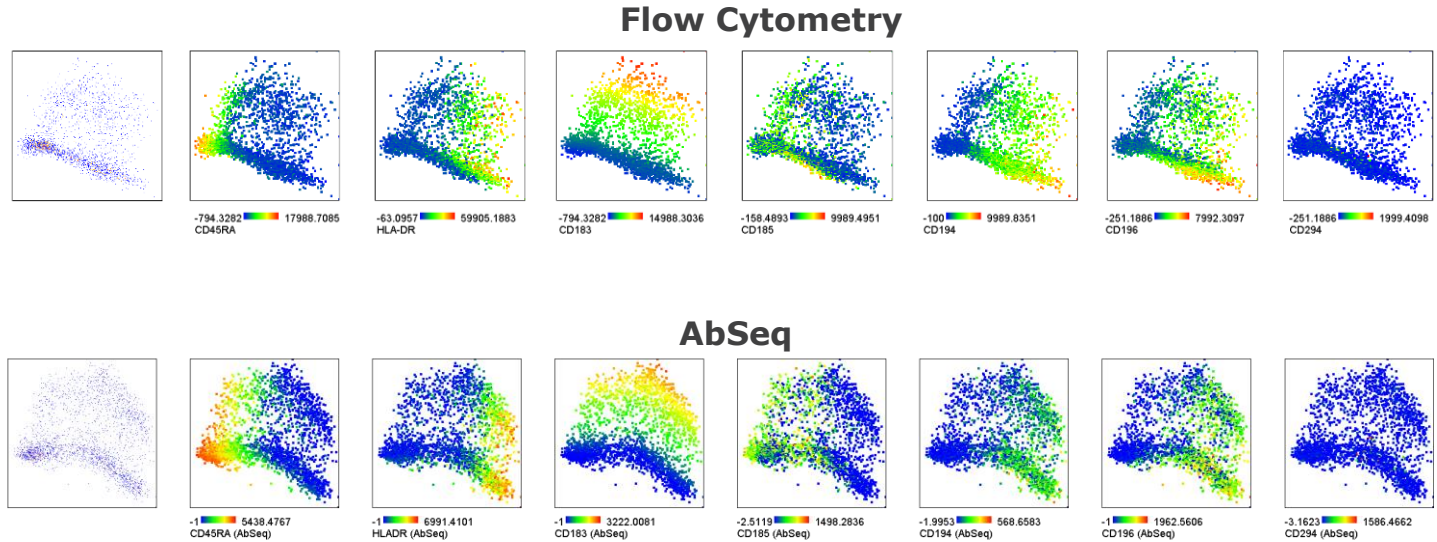 Flow Cytometry
-794.3282 17988.7085
CD45RA
-63.0957 59905.1883
HLA-DR
-794.3282 14988.3036
CD183
-158.4893 9989.4951
CD185
-100 9989.8351
CD194
-251.1886 7992.3097
CD196
-251.1886 1999.4098
CD294
AbSeq
-1 5438.4767
CD45RA (AbSeq)
-1 6991.4101
HLADR (AbSeq)
-1 3222.0081
CD183 (AbSeq)
-2.5119 1498.2836
CD185 (AbSeq)
-1.9953 568.6583
CD194 (AbSeq)
-1 1962.5606
CD196 (AbSeq)
-3.1623 1586.4662
CD294 (AbSeq)